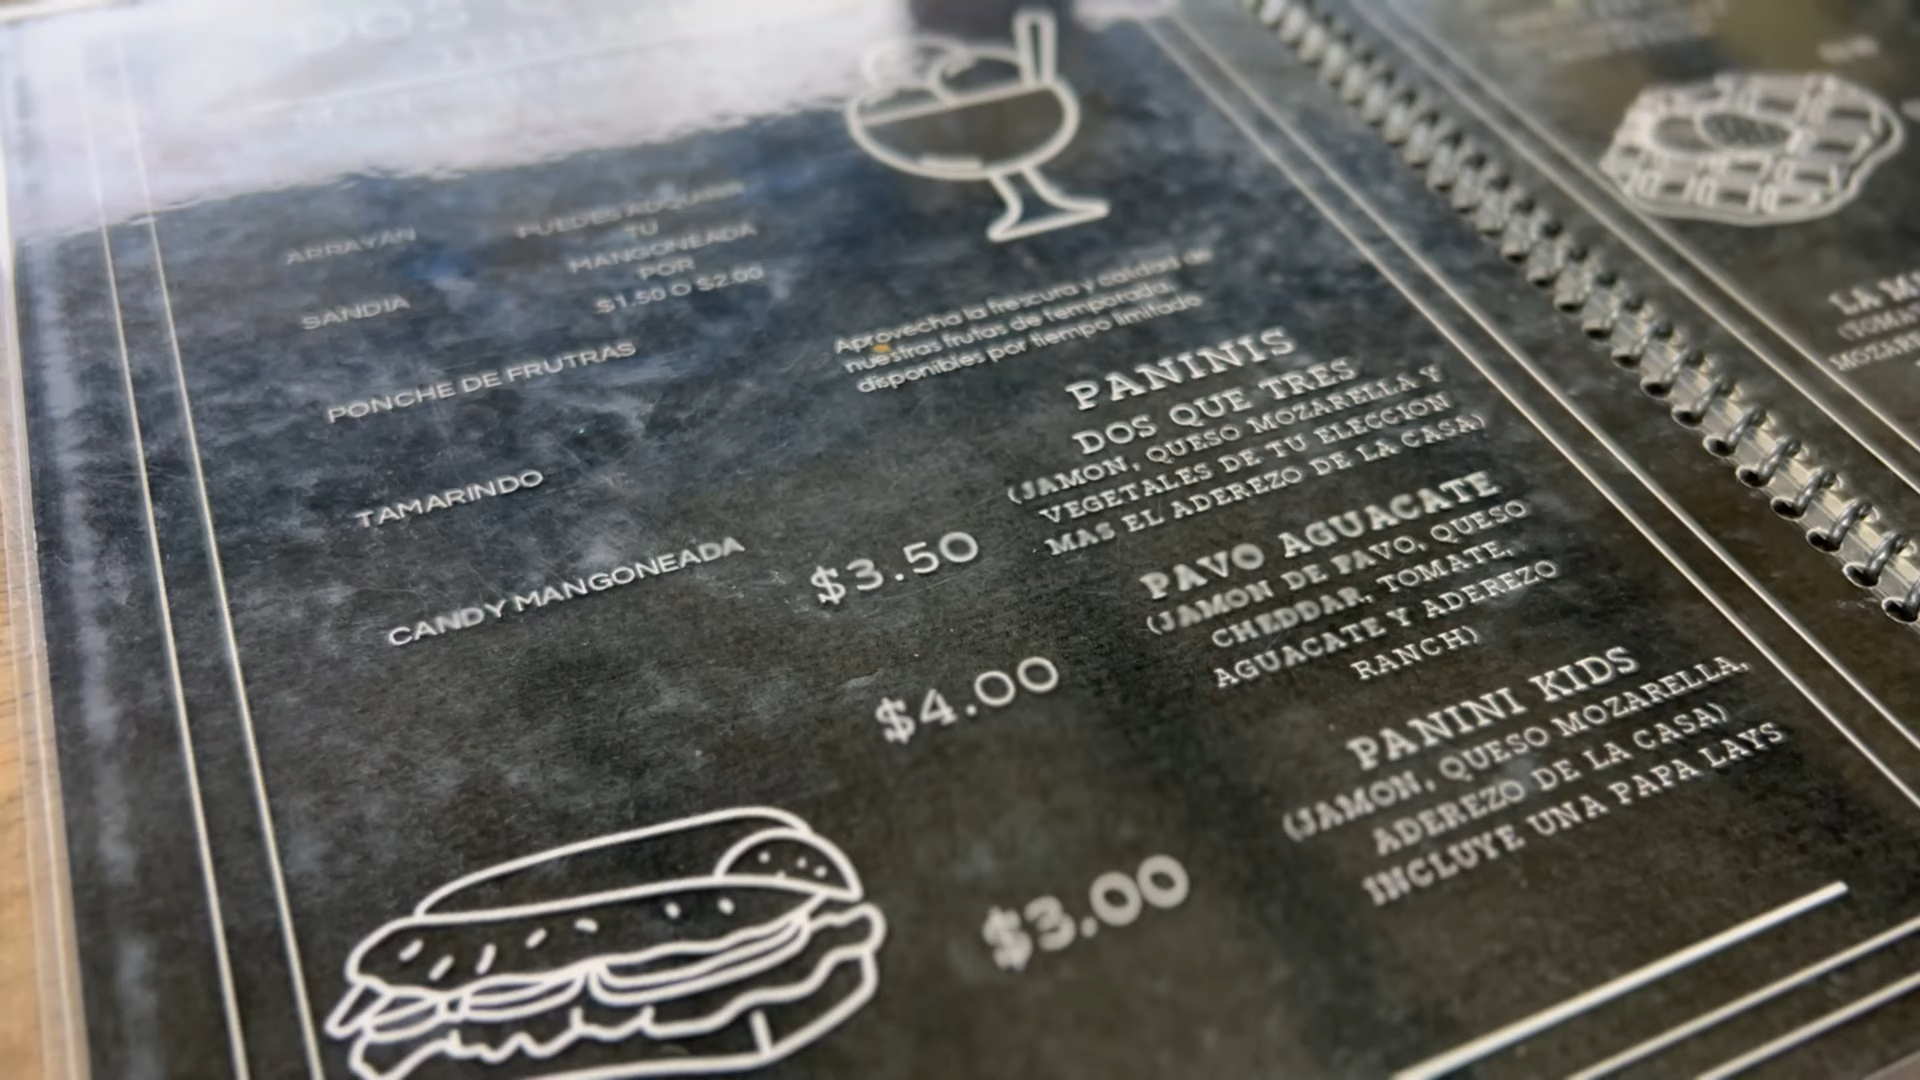 ARRAYAN
SANDIA
PONCHE DE FRUTRAS
TAMARINDO
CANDY MANGONEADA
PUEDES ADQUIRIR
TU
MANGONEADA
POR
$1.50 O $2.00
Aprovecha la frescura y calidad de
nuestras frutas de temporada,
disponibles por tiempo limitado.
PANINIS
DOS QUE TRES
(JAMON, QUESO MOZARELLA Y
VEGETALES DE TU ELECCION
MAS EL ADEREZO DE LA CASA)
$3.50
PAVO AGUACATE
(JAMON DE PAVO, QUESO
CHEDDAR, TOMATE,
AGUACATE Y ADEREZO
RANCH)
$4.00
PANINI KIDS
(JAMON, QUESO MOZARELLA,
ADEREZO DE LA CASA)
INCLUYE UNA PAPA LAYS
$3.00
LA